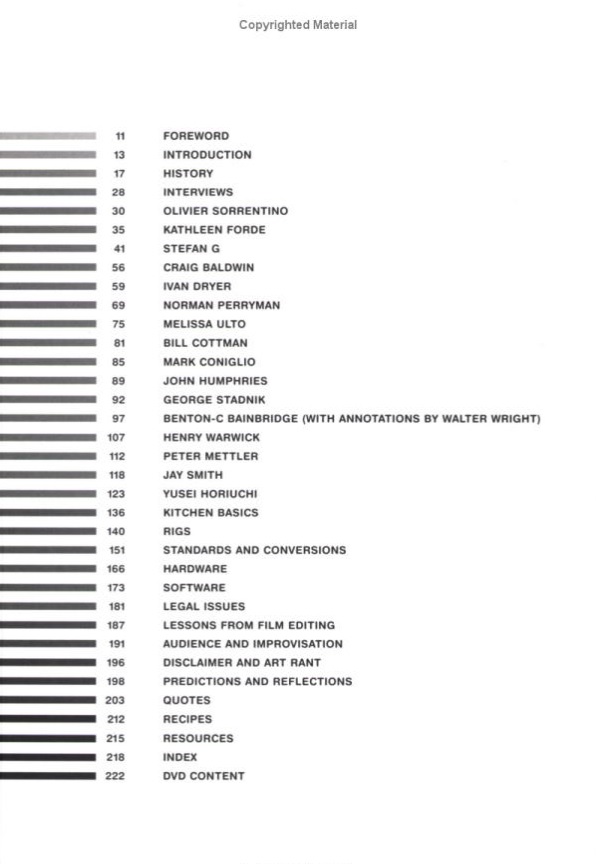 Copyrighted Material
11 FOREWORD
13 INTRODUCTION
17 HISTORY
28 INTERVIEWS
30 OLIVIER SORRENTINO
35 KATHLEEN FORDE
41 STEFAN G
56 CRAIG BALDWIN
59 IVAN DRYER
69 NORMAN PERRYMAN
75 MELISSA ULTO
81 BILL COTTMAN
85 MARK CONIGLIO
89 JOHN HUMPHRIES
92 GEORGE STADNIK
97 BENTON-C BAINBRIDGE (WITH ANNOTATIONS BY WALTER WRIGHT)
107 HENRY WARWICK
112 PETER METTLER
118 JAY SMITH
123 YUSEI HORIUCHI
136 KITCHEN BASICS
140 RIGS
151 STANDARDS AND CONVERSIONS
166 HARDWARE
173 SOFTWARE
181 LEGAL ISSUES
187 LESSONS FROM FILM EDITING
191 AUDIENCE AND IMPROVISATION
196 DISCLAIMER AND ART RANT
198 PREDICTIONS AND REFLECTIONS
203 QUOTES
212 RECIPES
215 RESOURCES
218 INDEX
222 DVD CONTENT